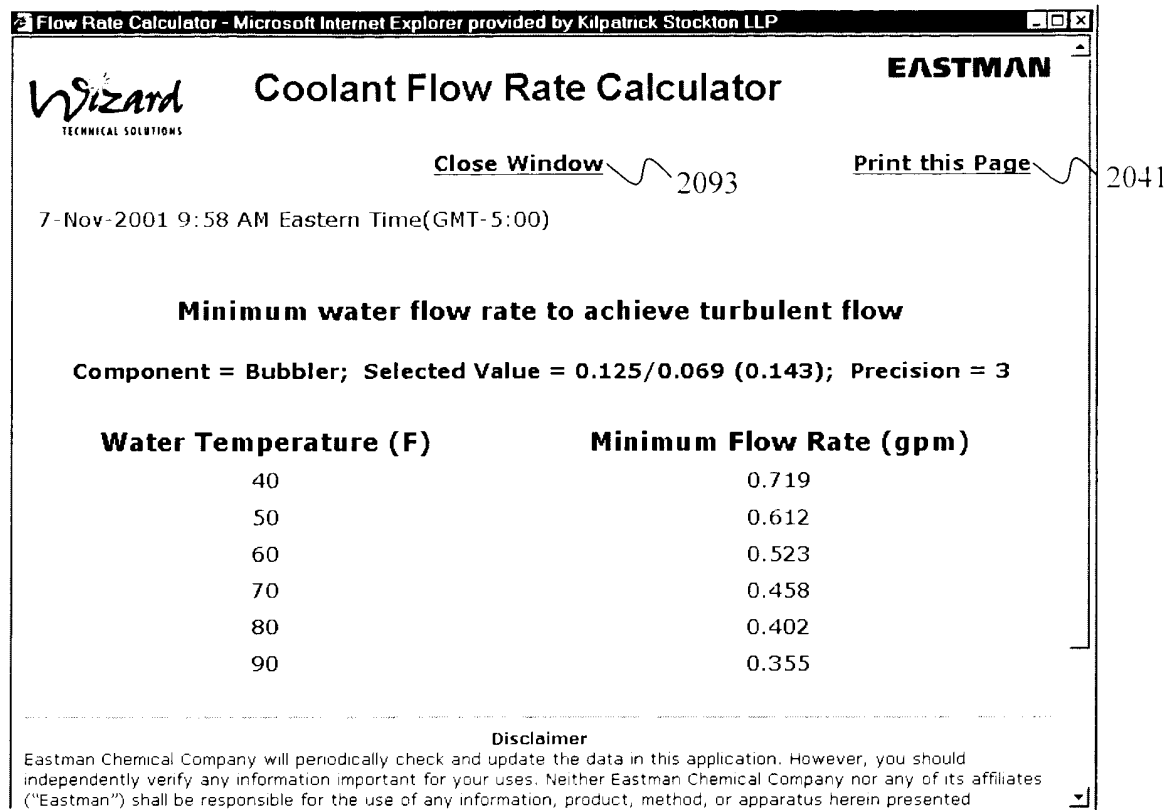 Flow Rate Calculator - Microsoft Internet Explorer provided by Kilpatrick Stockton LLP
Wizard
TECHNICAL SOLUTIONS
Coolant Flow Rate Calculator
EASTMAN
Close Window 2093
Print this Page 2041
7-Nov-2001 9:58 AM Eastern Time(GMT-5:00)
Minimum water flow rate to achieve turbulent flow
Component = Bubbler; Selected Value = 0.125/0.069 (0.143); Precision = 3
Water Temperature (F) Minimum Flow Rate (gpm)
40 0.719
50 0.612
60 0.523
70 0.458
80 0.402
90 0.355
Disclaimer
Eastman Chemical Company will periodically check and update the data in this application. However, you should
independently verify any information important for your uses. Neither Eastman Chemical Company nor any of its affiliates
("Eastman") shall be responsible for the use of any information, product, method, or apparatus herein presented